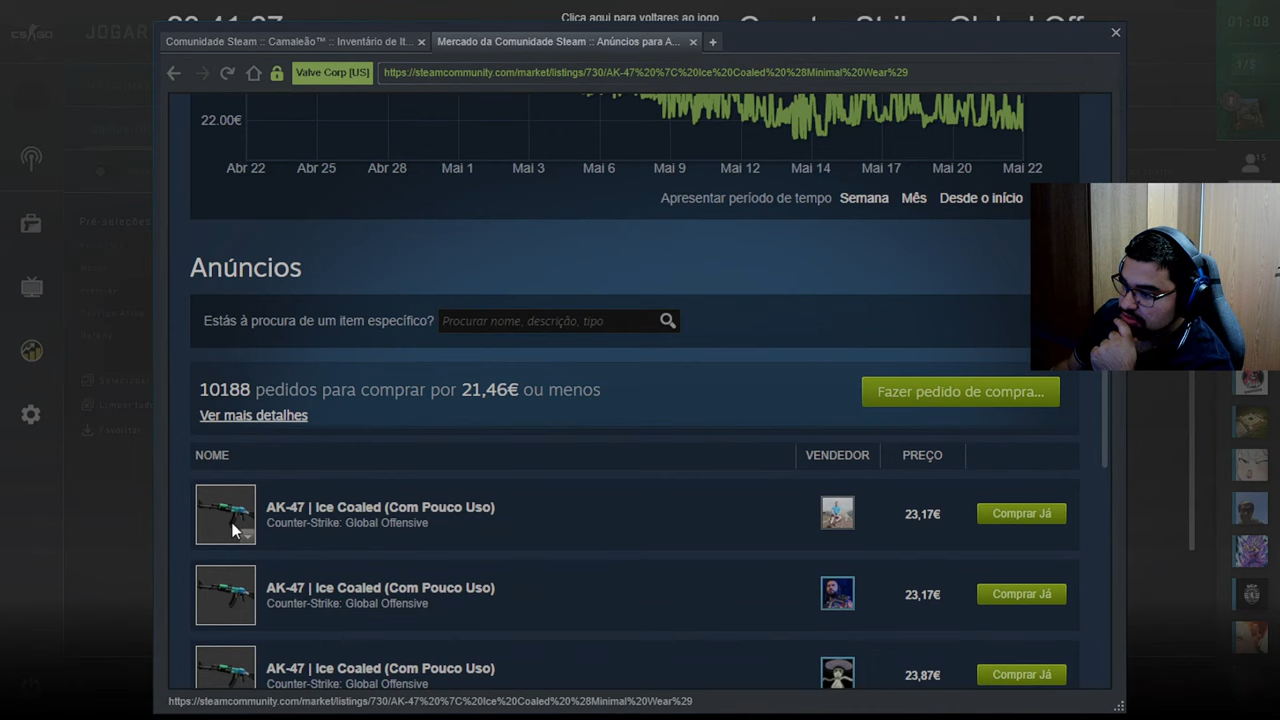 Clica aqui para voltares ao jogo
01:08
CS:GO
JOGAR
Comunidade Steam :: Camaleão™ :: Inventário de It...
Mercado da Comunidade Steam :: Anúncios para A...
Valve Corp [US]
https://steamcommunity.com/market/listings/730/AK-47%20%7C%20Ice%20Coaled%20%28Minimal%20Wear%29
22.00€
Abr 22
Abr 25
Abr 28
Mai 1
Mai 3
Mai 6
Mai 9
Mai 12
Mai 14
Mai 17
Mai 20
Mai 22
Apresentar período de tempo Semana Mês Desde o início
Anúncios
Estás à procura de um item específico?
Procurar nome, descrição, tipo
10188 pedidos para comprar por 21,46€ ou menos
Fazer pedido de compra...
Ver mais detalhes
NOME
VENDEDOR
PREÇO
AK-47 | Ice Coaled (Com Pouco Uso)
Counter-Strike: Global Offensive
23,17€
Comprar Já
AK-47 | Ice Coaled (Com Pouco Uso)
Counter-Strike: Global Offensive
23,17€
Comprar Já
AK-47 | Ice Coaled (Com Pouco Uso)
Counter-Strike: Global Offensive
23,87€
Comprar Já
https://steamcommunity.com/market/listings/730/AK-47%20%7C%20Ice%20Coaled%20%28Minimal%20Wear%29